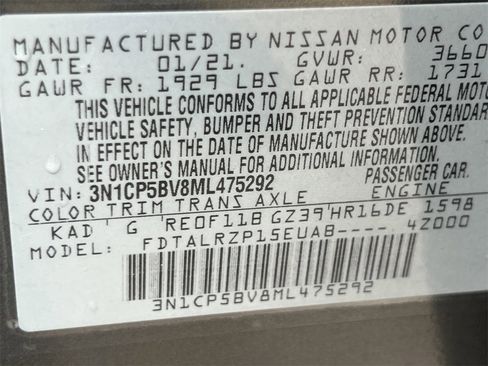 MANUFACTURED BY NISSAN MOTOR CO
DATE: 01/21. GVWR: 3660
GAWR FR: 1929 LBS GAWR RR: 1731
THIS VEHICLE CONFORMS TO ALL APPLICABLE FEDERAL MOTO
VEHICLE SAFETY, BUMPER AND THEFT PREVENTION STANDAR
IN EFFECT ON THE DATE OF MANUFACTURE SHOWN ABOVE.
SEE OWNER'S MANUAL FOR ADDITIONAL INFORMATION
VIN: 3N1CP5BV8ML475292 PASSENGER CAR.
COLOR TRIM TRANS AXLE ENGINE
KAD G RE0F11B GZ39 HR16DE 1598
MODEL: FDTALRZP15EUAB---- 4Z000
3N1CP5BV8ML475292